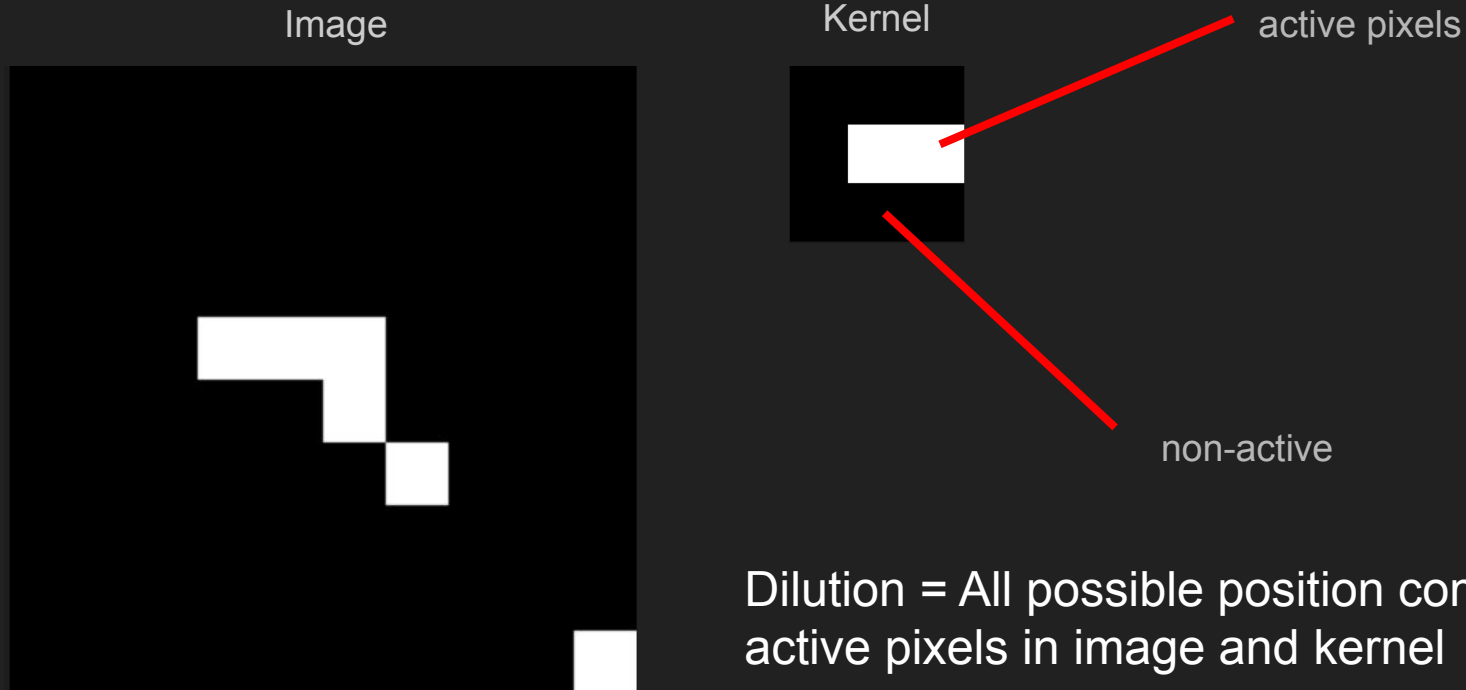 Image
Kernel
active pixels
non-active
Dilution = All possible position
active pixels in image and kernel